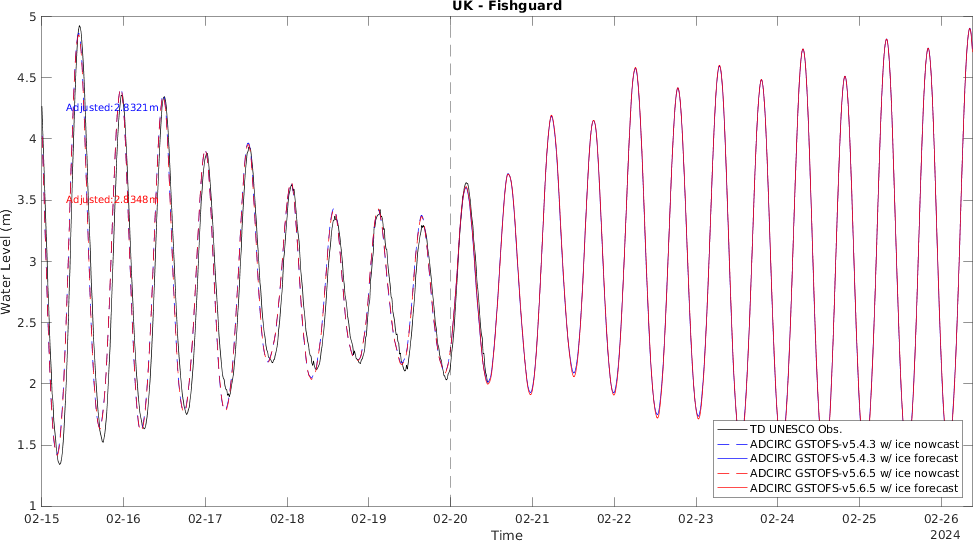 UK - Fishguard
5
4.5
4
3.5
3
2.5
2
1.5
1
Water Level (m)
Adjusted:2.8321m
Adjusted:2.8348m
TD UNESCO Obs.
ADCIRC GSTOFS-v5.4.3 w/ ice nowcast
ADCIRC GSTOFS-v5.4.3 w/ ice forecast
ADCIRC GSTOFS-v5.6.5 w/ ice nowcast
ADCIRC GSTOFS-v5.6.5 w/ ice forecast
02-15 02-16 02-17 02-18 02-19 02-20 02-21 02-22 02-23 02-24 02-25 02-26
Time
2024